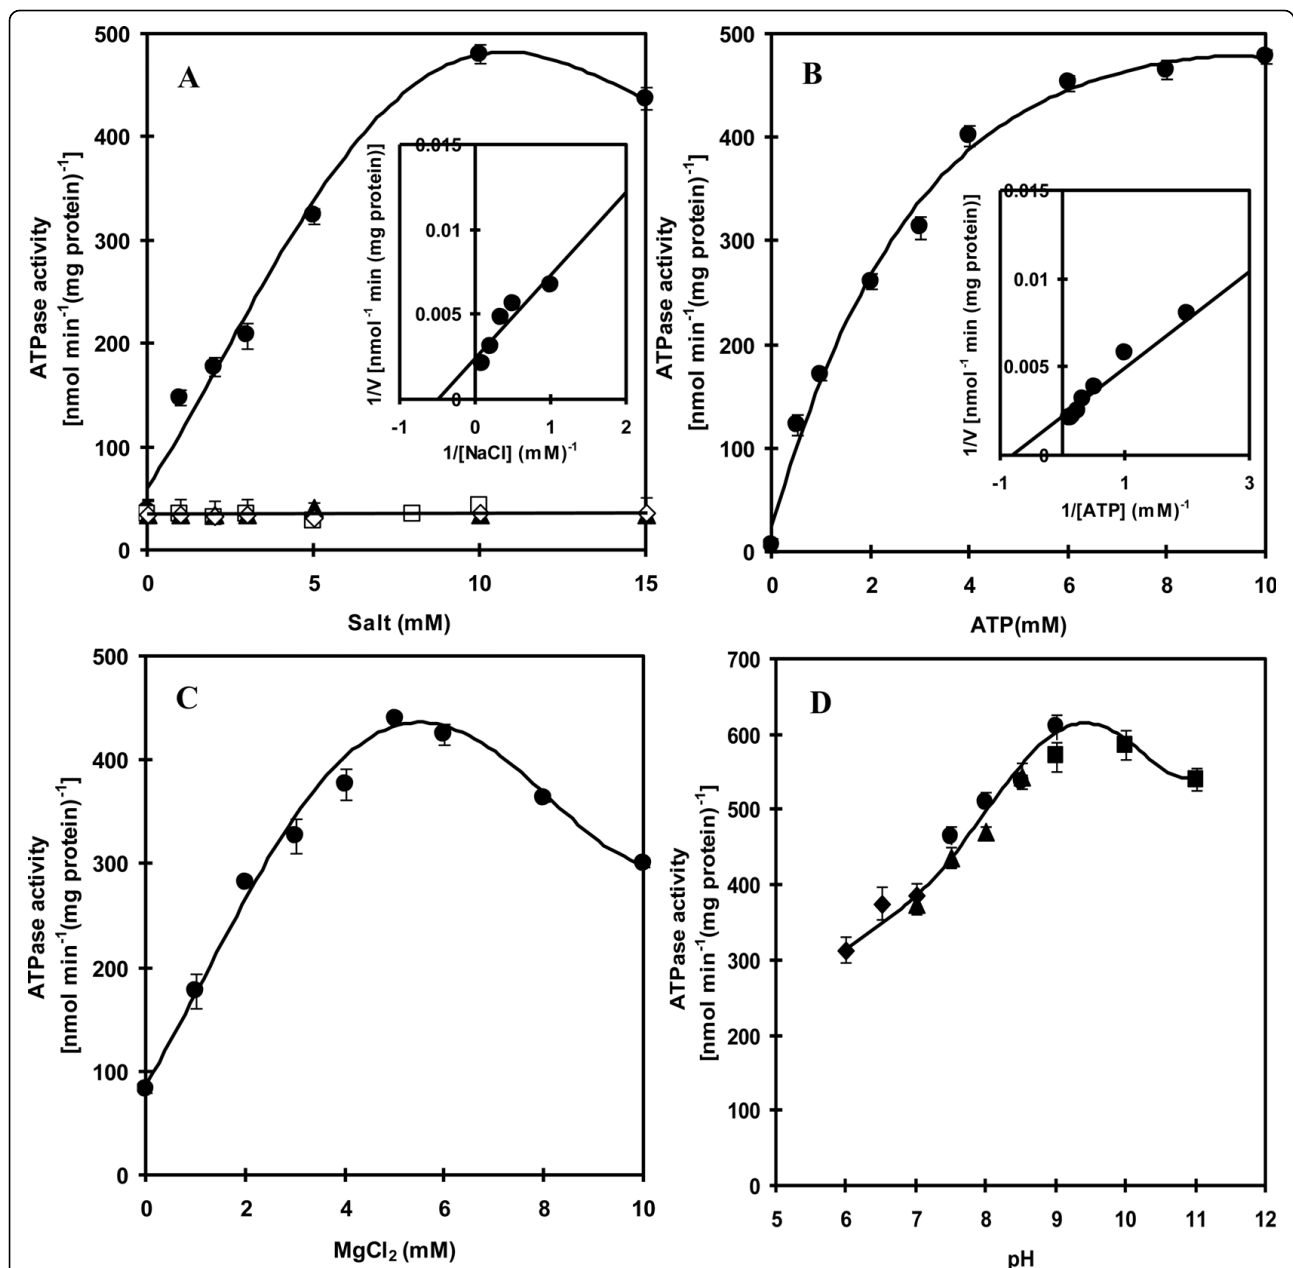 A
500
400
300
200
100
0
0 5 10 15
Salt (mM)
ATPase activity
[nmol min-1(mg protein)-1]
0.015
0.01
0.005
0
-1 0 1 2
1/[NaCl] (mM)-1
1/V [nmol-1 min (mg protein)]
B
500
400
300
200
100
0
0 2 4 6 8 10
ATP(mM)
ATPase activity
[nmol min-1(mg protein)-1]
0.015
0.01
0.005
0
-1 1 3
1/[ATP] (mM)-1
1/V [nmol-1 min (mg protein)]
C
500
400
300
200
100
0
0 2 4 6 8 10
MgCl2 (mM)
ATPase activity
[nmol min-1(mg protein)-1]
D
700
600
500
400
300
200
100
0
5 6 7 8 9 10 11 12
pH
ATPase activity
[nmol min-1(mg protein)-1]